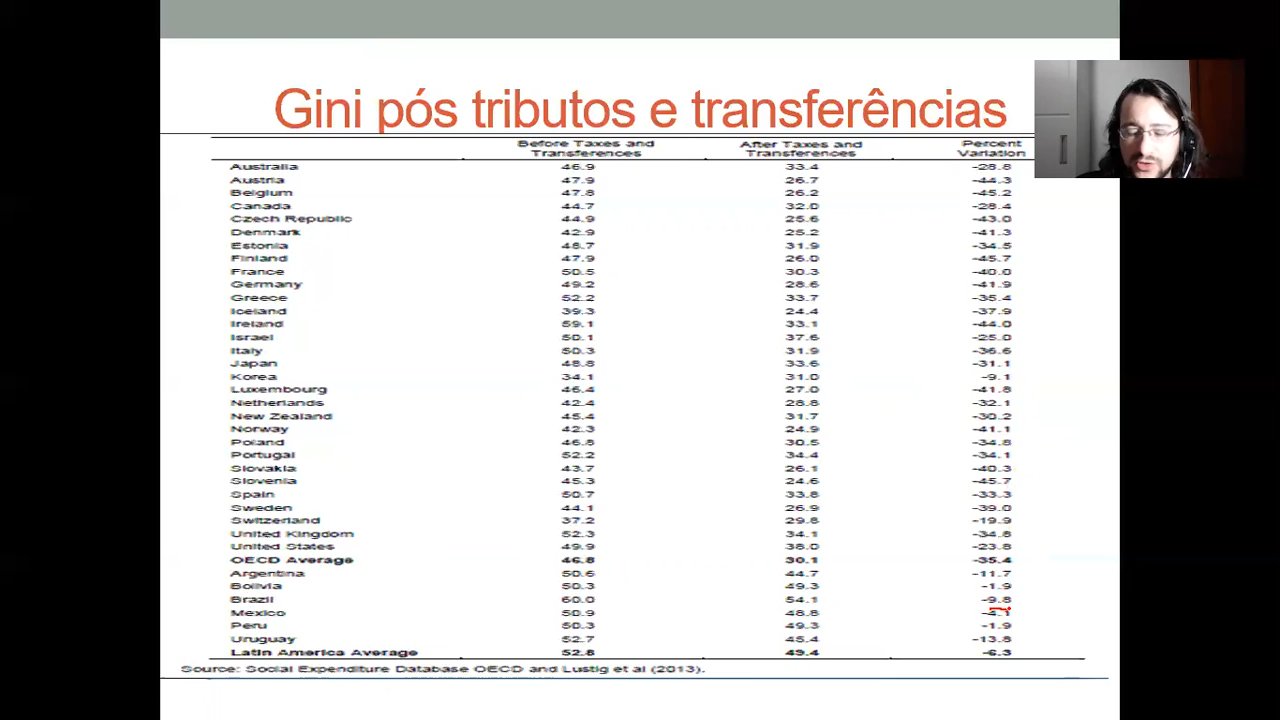 Gini pós tributos e transferências
Before Taxes and Transferences After Taxes and Transferences Percent Variation
Australia 46.9 33.4 -28.8
Austria 47.9 26.7 -44.3
Belgium 47.8 26.2 -45.2
Canada 44.7 32.0 -28.4
Czech Republic 44.9 25.6 -43.0
Denmark 42.9 25.2 -41.3
Estonia 48.7 31.9 -34.5
Finland 47.9 26.0 -45.7
France 50.5 30.3 -40.0
Germany 49.2 28.6 -41.9
Greece 52.2 33.7 -35.4
Iceland 39.3 24.4 -37.9
Ireland 59.1 33.1 -44.0
Israel 50.1 37.6 -25.0
Italy 50.3 31.9 -36.6
Japan 48.8 33.6 -31.1
Korea 34.1 31.0 -9.1
Luxembourg 46.4 27.0 -41.8
Netherlands 42.4 28.8 -32.1
New Zealand 45.4 31.7 -30.2
Norway 42.3 24.9 -41.1
Poland 46.8 30.5 -34.8
Portugal 52.2 34.4 -34.1
Slovakia 43.7 26.1 -40.3
Slovenia 45.3 24.6 -45.7
Spain 50.7 33.8 -33.3
Sweden 44.1 26.9 -39.0
Switzerland 37.2 29.8 -19.9
United Kingdom 52.3 34.1 -34.8
United States 49.9 38.0 -23.8
OECD Average 46.8 30.1 -35.4
Argentina 50.6 44.7 -11.7
Bolivia 50.3 49.3 -1.9
Brazil 60.0 54.1 -9.8
Mexico 50.9 48.8 -4.1
Peru 50.3 49.3 -1.9
Uruguay 52.7 45.4 -13.8
Latin America Average 52.8 49.4 -6.3
Source: Social Expenditure Database OECD and Lustig et al (2013).